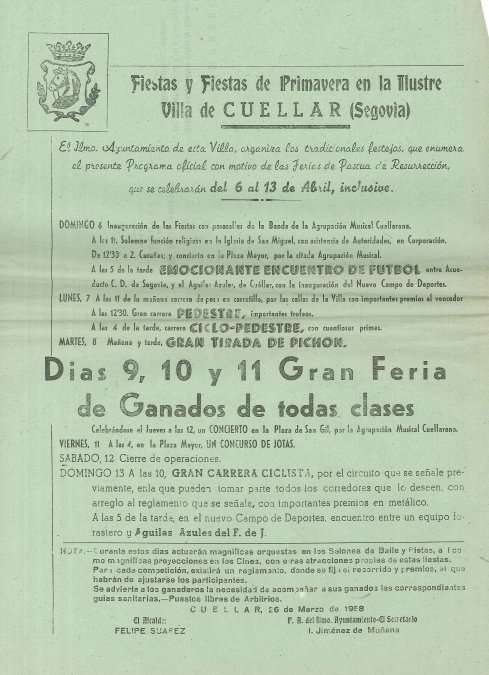 Fiestas y Fiestas de Primavera en la Ilustre
Villa de CUELLAR (Segovia)
El Ilmo. Ayuntamiento de esta Villa, organiza los tradicionales festejos, que enumera
el presente Programa oficial con motivo de las Ferias de Pascua de Resurrección,
que se celebrarán del 6 al 13 de Abril, inclusive.
DOMINGO 6 Inauguración de las Fiestas con pasacalles de la Banda de la Agrupación Musical Cuellarana.
A las 11, Solemne función religiosa en la Iglesia de San Miguel, con asistencia de Autoridades, en Corporación.
De 12'30 a 2, Cucañas; y concierto en la Plaza Mayor, por la citada Agrupación Musical.
A las 5 de la tarde EMOCIONANTE ENCUENTRO DE FUTBOL entre Acue-
ducto C. D. de Segovia, y el Aguilas Azules, de Cuéllar, con la inauguración del Nuevo Campo de Deportes.
LUNES, 7 A las 11 de la mañana carrera de pesa en carretillo, por las calles de la Villa con importantes premios al vencedor
A las 12'30, Gran carrera PEDESTRE, importantes trofeos.
A las 4 de la tarde, carrera CICLO-PEDESTRE, con cuantiosos primas.
MARTES, 8 Mañana y tarde, GRAN TIRADA DE PICHON.
Dias 9, 10 y 11 Gran Feria
de Ganados de todas clases
Celebrándose el Jueves a las 12, un CONCIERTO en la Plaza de San Gil, por la Agrupación Musical Cuellarana.
VIERNES, 11 A las 4, en la Plaza Mayor, UN CONCURSO DE JOTAS.
SABADO, 12 Cierre de operaciones.
DOMINGO 13 A las 10, GRAN CARRERA CICLISTA, por el circuito que se señale pre-
viamente, en la que pueden tomar parte todos los corredores que lo deseen, con
arreglo al reglamento que se señale, con importantes premios en metálico.
A las 5 de la tarde, en el nuevo Campo de Deportes, encuentro entre un equipo fo-
rastero y Aguilas Azules del F. de J.
NOTA.—Durante estos días actuarán magníficas orquestas en los Salones de Baile y Pistas, así co-
mo magníficas proyecciones en los Cines, con otras atracciones propias de estas fiestas.
Para cada competición, existirá un reglamento, donde se fije el recorrido y premios, al que
habrán de ajustarse los participantes.
Se advierte a los ganaderos la necesidad de acompañar a sus ganados las correspondientes
guías sanitarias.—Puestos libres de Arbitrios.
CUELLAR, 26 de Marzo de 1958
El Alcalde P. A. del Ilmo. Ayuntamiento-El Secretario
FELIPE SUAREZ I. Jiménez de Muñana